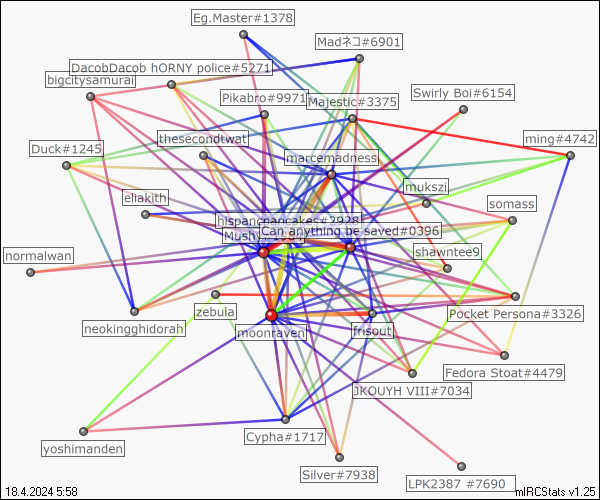 Eg.Master#1378
Madネコ#6901
DacobDacob hORNY police#5271
bigcitysamurai
Swirly Boi#6154
Pikabro#9971
Majestic#3375
thesecondtwat
ming#4742
Duck#1245
marcemadness
mukszii
eliakith
somass
hispanicpancakes#2928
Can anything be saved#0396
Mushy
normalwan
shawntee9
zebula
Pocket Persona#3326
neokingghidorah
moonraven
frisout
Fedora Stoat#4479
JKOUYH VIII#7034
Cypha#1717
yoshimanden
Silver#7938
LPK2387 #7690
18.4.2024 5:58
mIRCStats v1.25